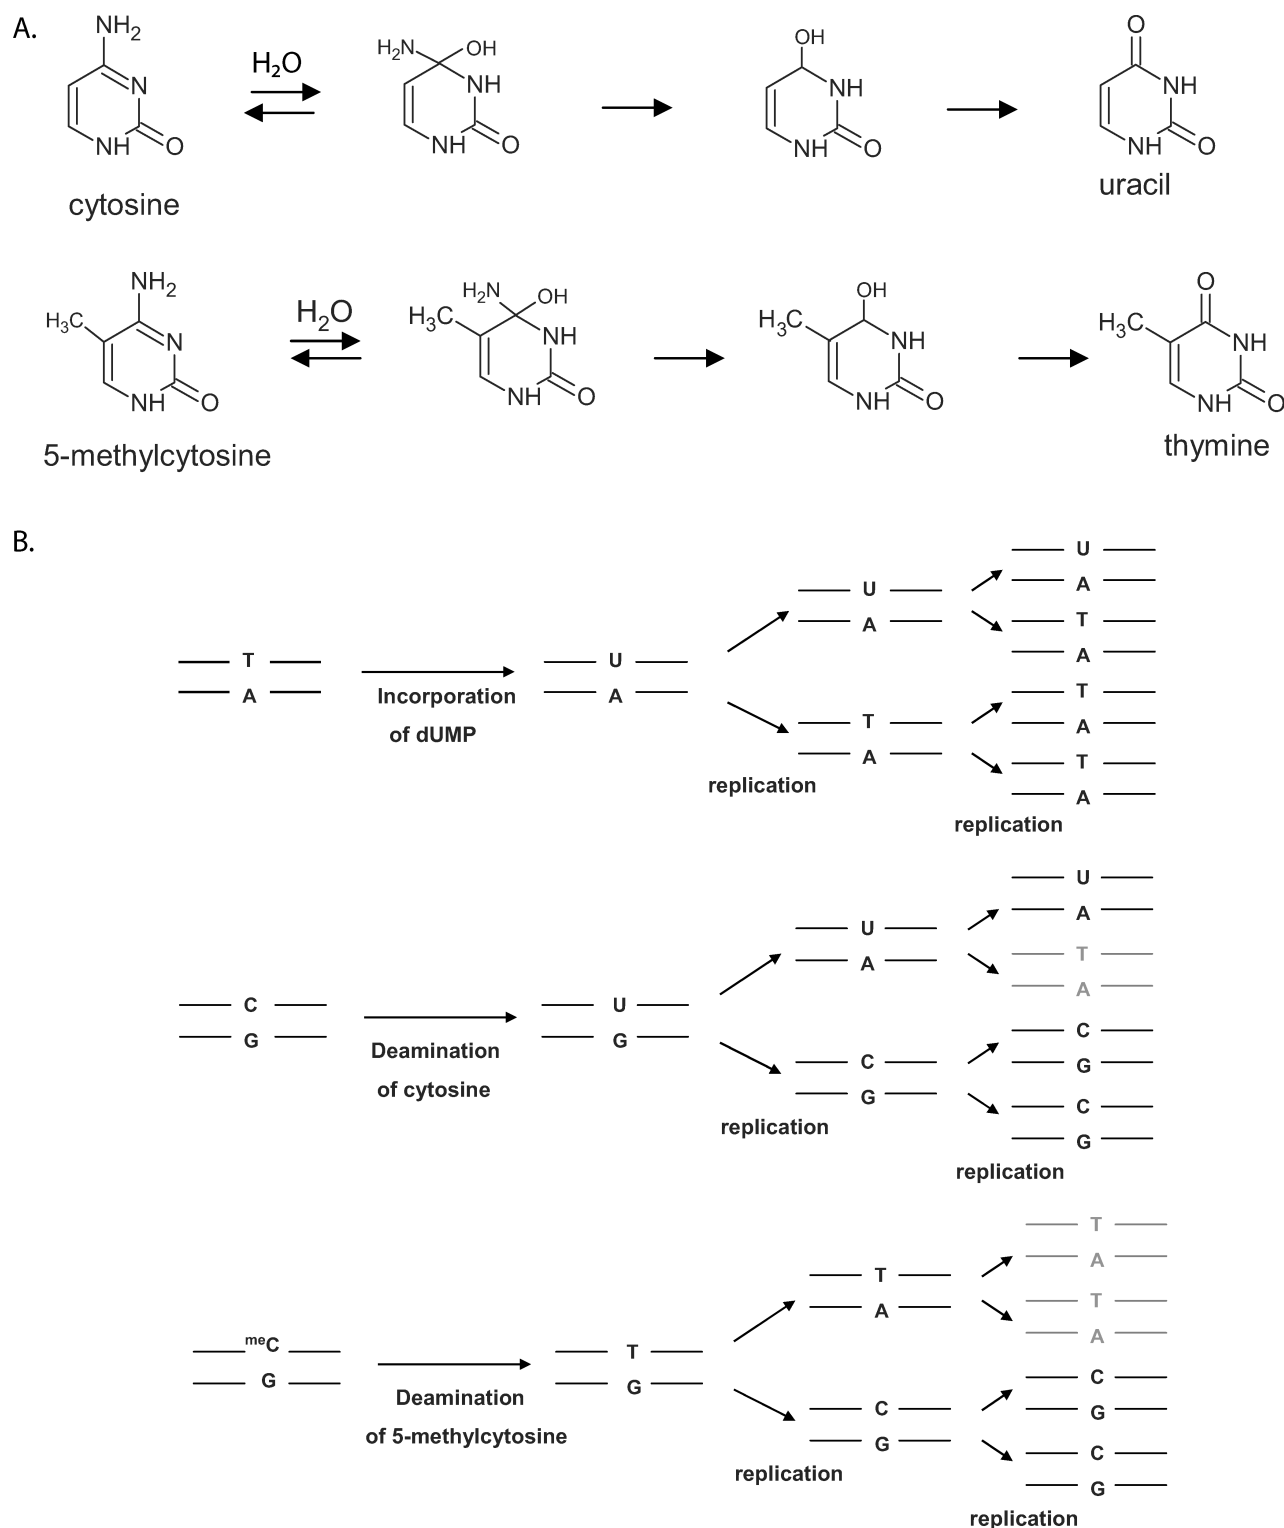 A.
NH₂
N
NH
O
cytosine
H₂O
H₂N
OH
NH
NH
O
OH
NH
NH
O
O
NH
NH
O
uracil
NH₂
H₃C
N
NH
O
5-methylcytosine
H₂O
H₂N
OH
H₃C
NH
NH
O
OH
H₃C
NH
NH
O
O
H₃C
NH
NH
O
thymine
B.
T
A
Incorporation
of dUMP
U
A
U
A
T
A
replication
U
A
T
A
T
A
T
A
replication
C
G
Deamination
of cytosine
U
G
U
A
C
G
replication
U
A
T
A
C
G
C
G
replication
meC
G
Deamination
of 5-methylcytosine
T
G
T
A
C
G
replication
T
A
T
A
C
G
C
G
replication